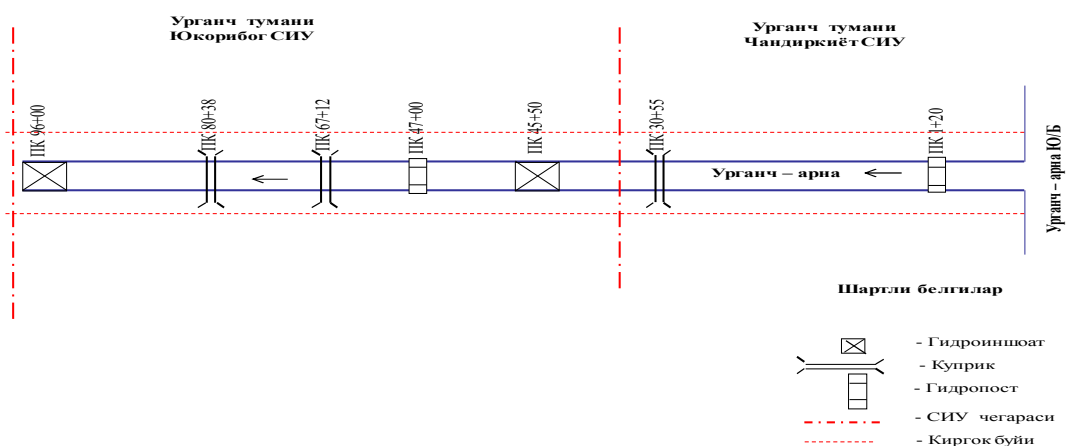 Урганч тумани
Юкорибог СИУ
Урганч тумани
Чандиркиёт СИУ
ПК 96+00
ПК 80+38
ПК 67+12
ПК 47+00
ПК 45+50
ПК 30+55
ПК 1+20
Урганч – арна
Урганч – арна Ю/Б
Шартли белгилар
- Гидроиншоат
- Куприк
- Гидропост
- СИУ чегараси
- Киргок буйи